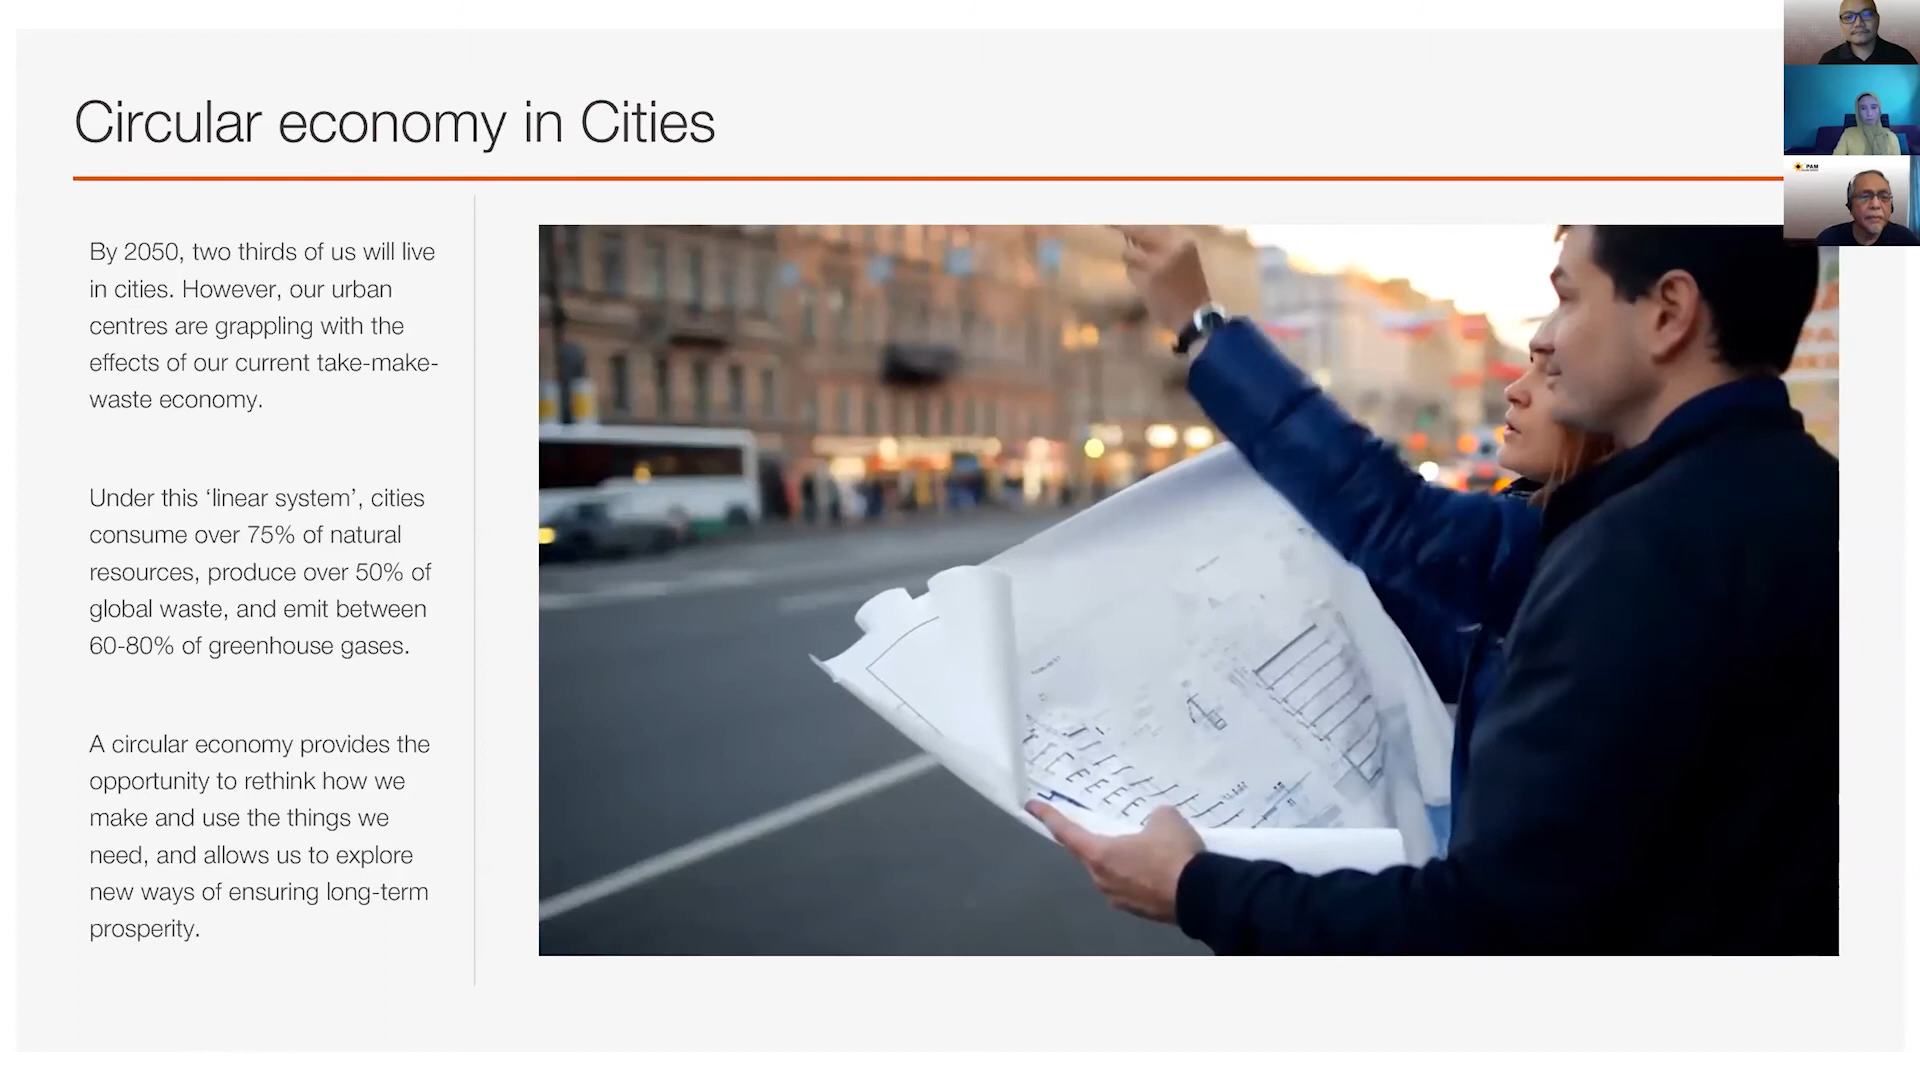 Circular economy in Cities
By 2050, two thirds of us will live
in cities. However, our urban
centres are grappling with the
effects of our current take-make-
waste economy.
Under this ‘linear system’, cities
consume over 75% of natural
resources, produce over 50% of
global waste, and emit between
60-80% of greenhouse gases.
A circular economy provides the
opportunity to rethink how we
make and use the things we
need, and allows us to explore
new ways of ensuring long-term
prosperity.
PAM